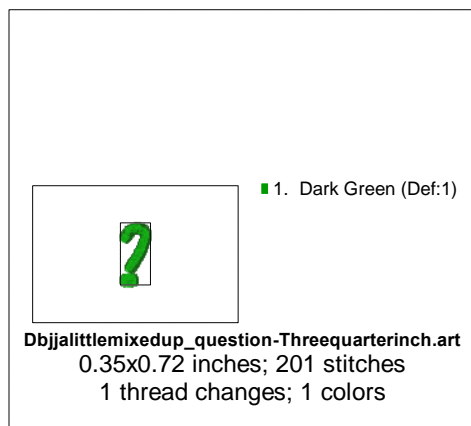 1. Dark Green (Def:1)
?
Dbjjalittlemixedup_question-Threequarterinch.art
0.35x0.72 inches; 201 stitches
1 thread changes; 1 colors